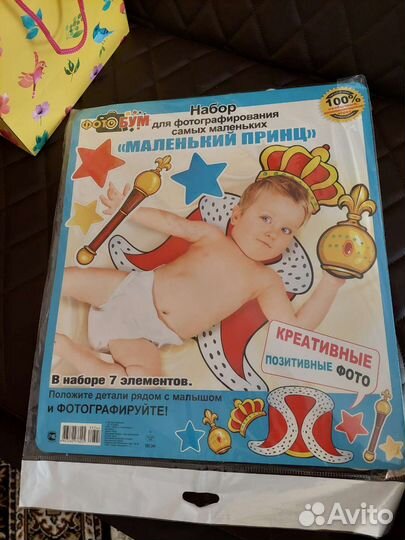 ФОТОБУМ
Набор
для фотографирования
самых маленьких
«МАЛЕНЬКИЙ ПРИНЦ»
100%
КРЕАТИВНЫЕ
ПОЗИТИВНЫЕ ФОТО
В наборе 7 элементов.
Положите детали рядом с малышом
и ФОТОГРАФИРУЙТЕ!
Avito